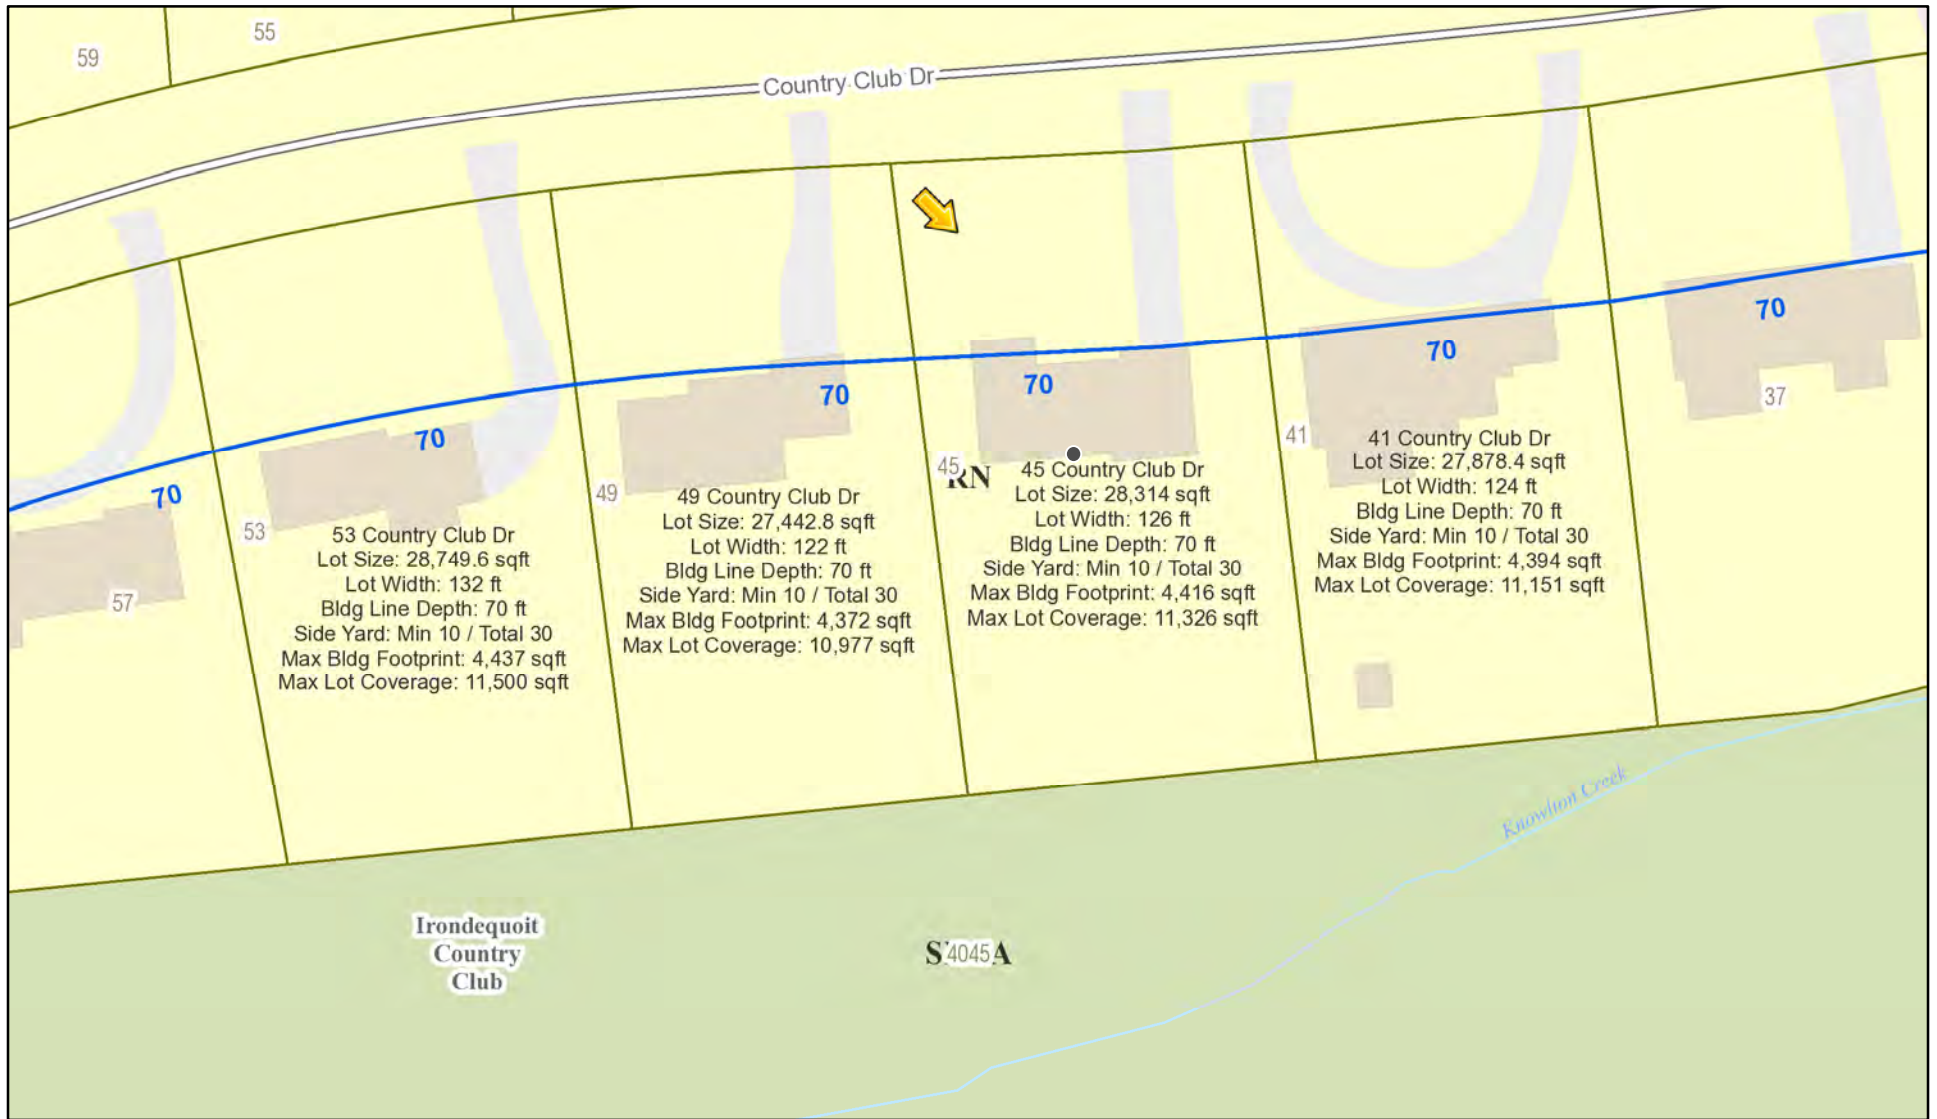 59
55
Country Club Dr
70
70
70
70
70
70
57
53
49
45
RN
41
37
53 Country Club Dr
Lot Size: 28,749.6 sqft
Lot Width: 132 ft
Bldg Line Depth: 70 ft
Side Yard: Min 10 / Total 30
Max Bldg Footprint: 4,437 sqft
Max Lot Coverage: 11,500 sqft
49 Country Club Dr
Lot Size: 27,442.8 sqft
Lot Width: 122 ft
Bldg Line Depth: 70 ft
Side Yard: Min 10 / Total 30
Max Bldg Footprint: 4,372 sqft
Max Lot Coverage: 10,977 sqft
45 Country Club Dr
Lot Size: 28,314 sqft
Lot Width: 126 ft
Bldg Line Depth: 70 ft
Side Yard: Min 10 / Total 30
Max Bldg Footprint: 4,416 sqft
Max Lot Coverage: 11,326 sqft
41 Country Club Dr
Lot Size: 27,878.4 sqft
Lot Width: 124 ft
Bldg Line Depth: 70 ft
Side Yard: Min 10 / Total 30
Max Bldg Footprint: 4,394 sqft
Max Lot Coverage: 11,151 sqft
Knowlton Creek
Irondequoit
Country
Club
4045